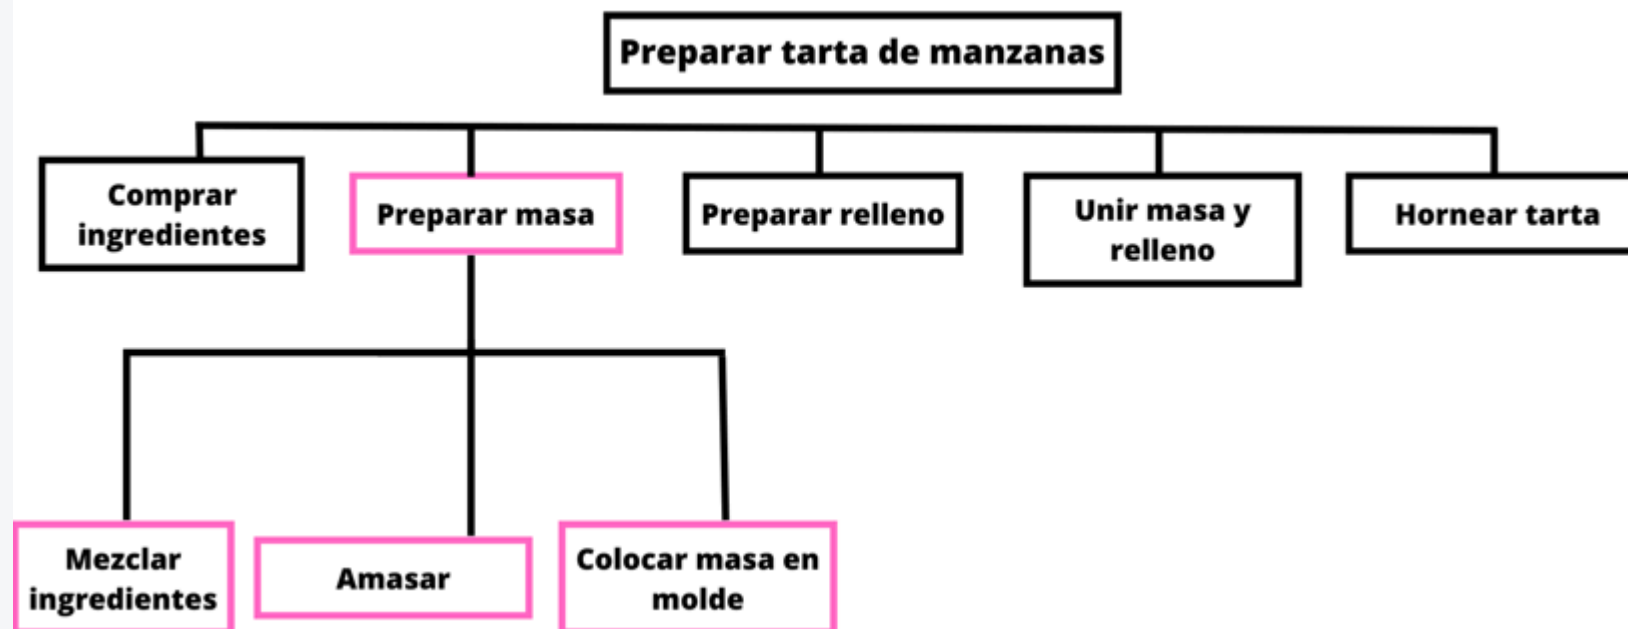 Preparar tarta de manzanas
Comprar
ingredientes
Preparar masa
Preparar relleno
Unir masa y
relleno
Hornear tarta
Mezclar
ingredientes
Amasar
Colocar masa en
molde